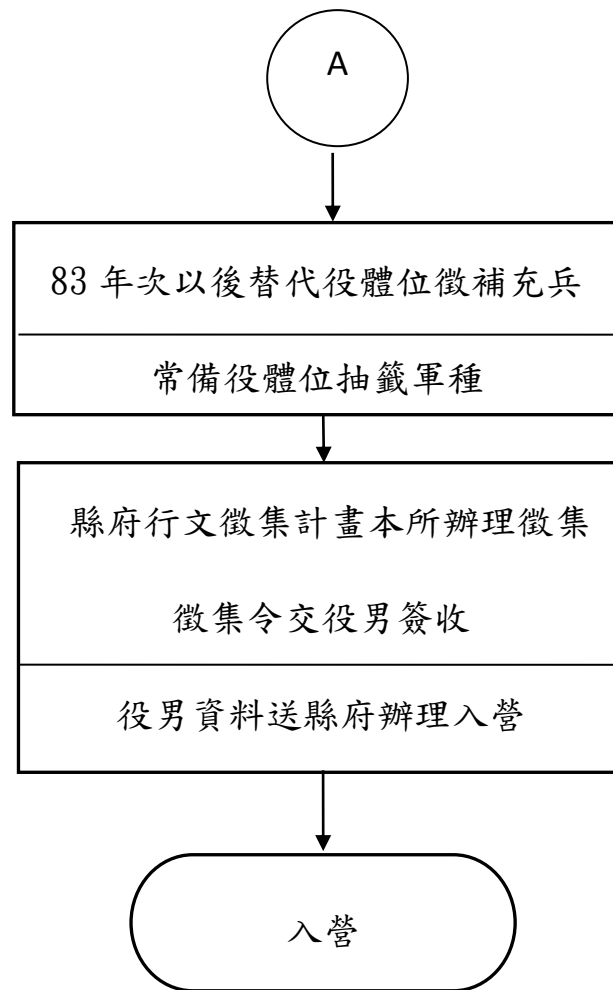 A
83 年次以後替代役體位徵補充兵
常備役體位抽籤軍種
縣府行文徵集計畫本所辦理徵集
徵集令交役男簽收
役男資料送縣府辦理入營
入營